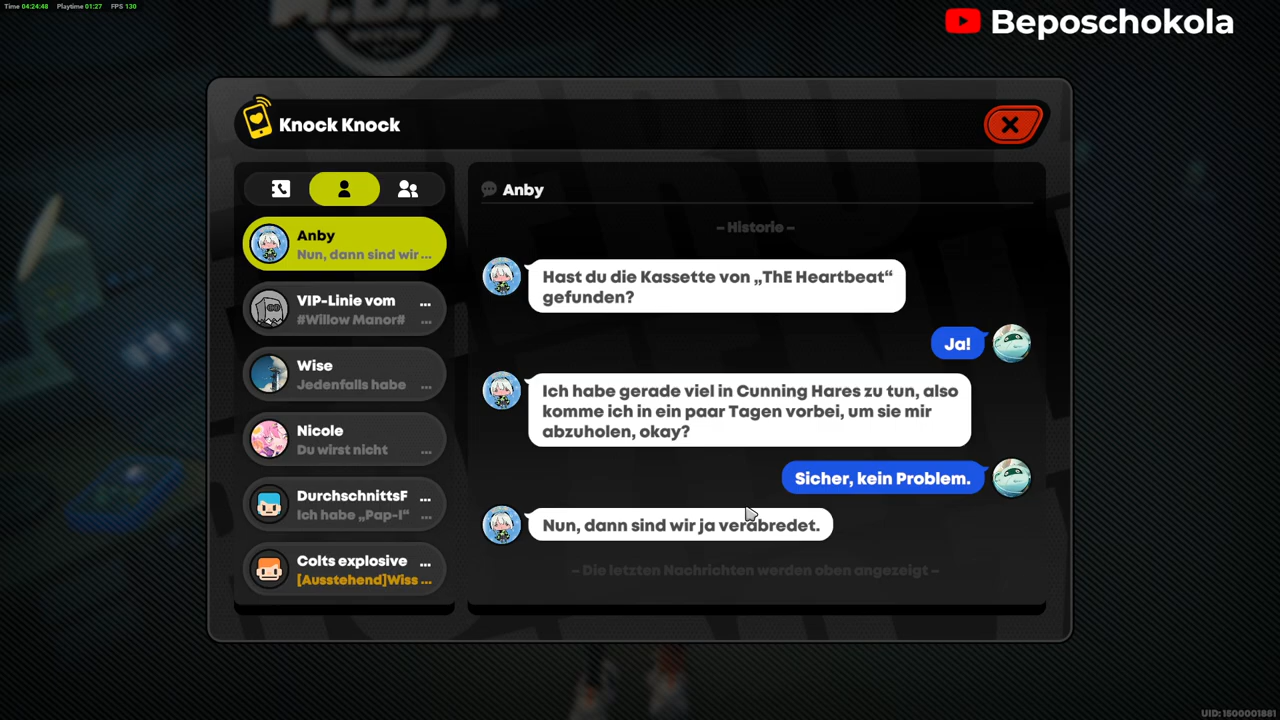 Time 04:24:48 Playtime 01:27 FPS 130
Beposchokola
Knock Knock
Anby
Nun, dann sind wir ...
VIP-Linie vom ...
#Willow Manor# ...
Wise
Jedenfalls habe ...
Nicole
Du wirst nicht ...
DurchschnittsF ...
Ich habe „Pap-I“ ...
Colts explosive ...
[Ausstehend]Wiss ...
Anby
– Historie –
Hast du die Kassette von „ThE Heartbeat“
gefunden?
Ja!
Ich habe gerade viel in Cunning Hares zu tun, also
komme ich in ein paar Tagen vorbei, um sie mir
abzuholen, okay?
Sicher, kein Problem.
Nun, dann sind wir ja verabredet.
– Die letzten Nachrichten werden oben angezeigt –
UID: 1500001861